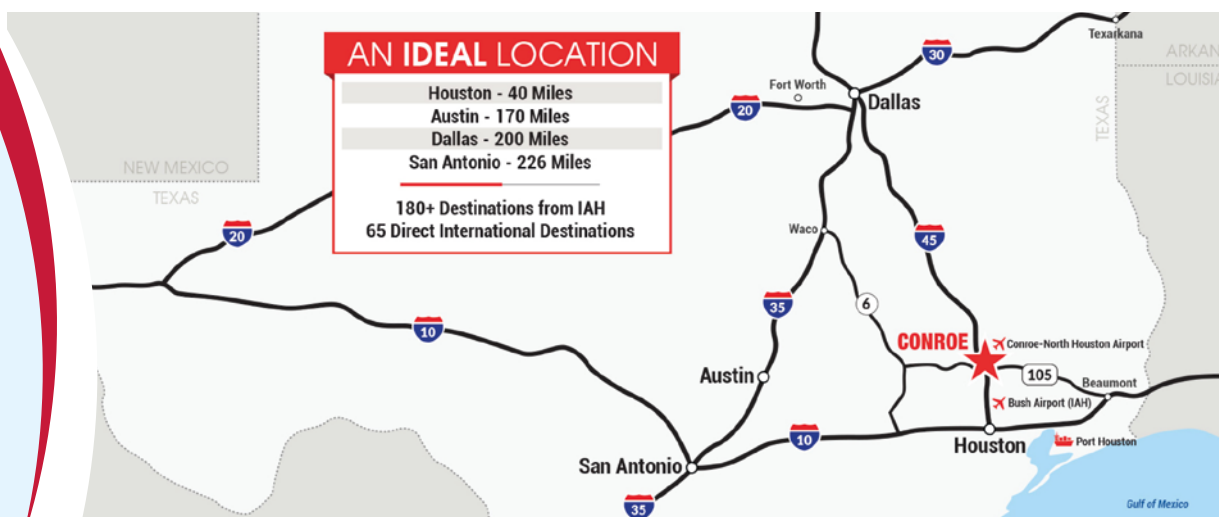 AN IDEAL LOCATION
Houston - 40 Miles
Austin - 170 Miles
Dallas - 200 Miles
San Antonio - 226 Miles
180+ Destinations from IAH
65 Direct International Destinations
Texarkana
30
ARKAN
LOUISIA
TEXAS
Fort Worth
Dallas
20
NEW MEXICO
TEXAS
20
Waco
45
35
6
10
CONROE
Conroe-North Houston Airport
105
Austin
Beaumont
Bush Airport (IAH)
10
Houston
Port Houston
San Antonio
35
Gulf of Mexico